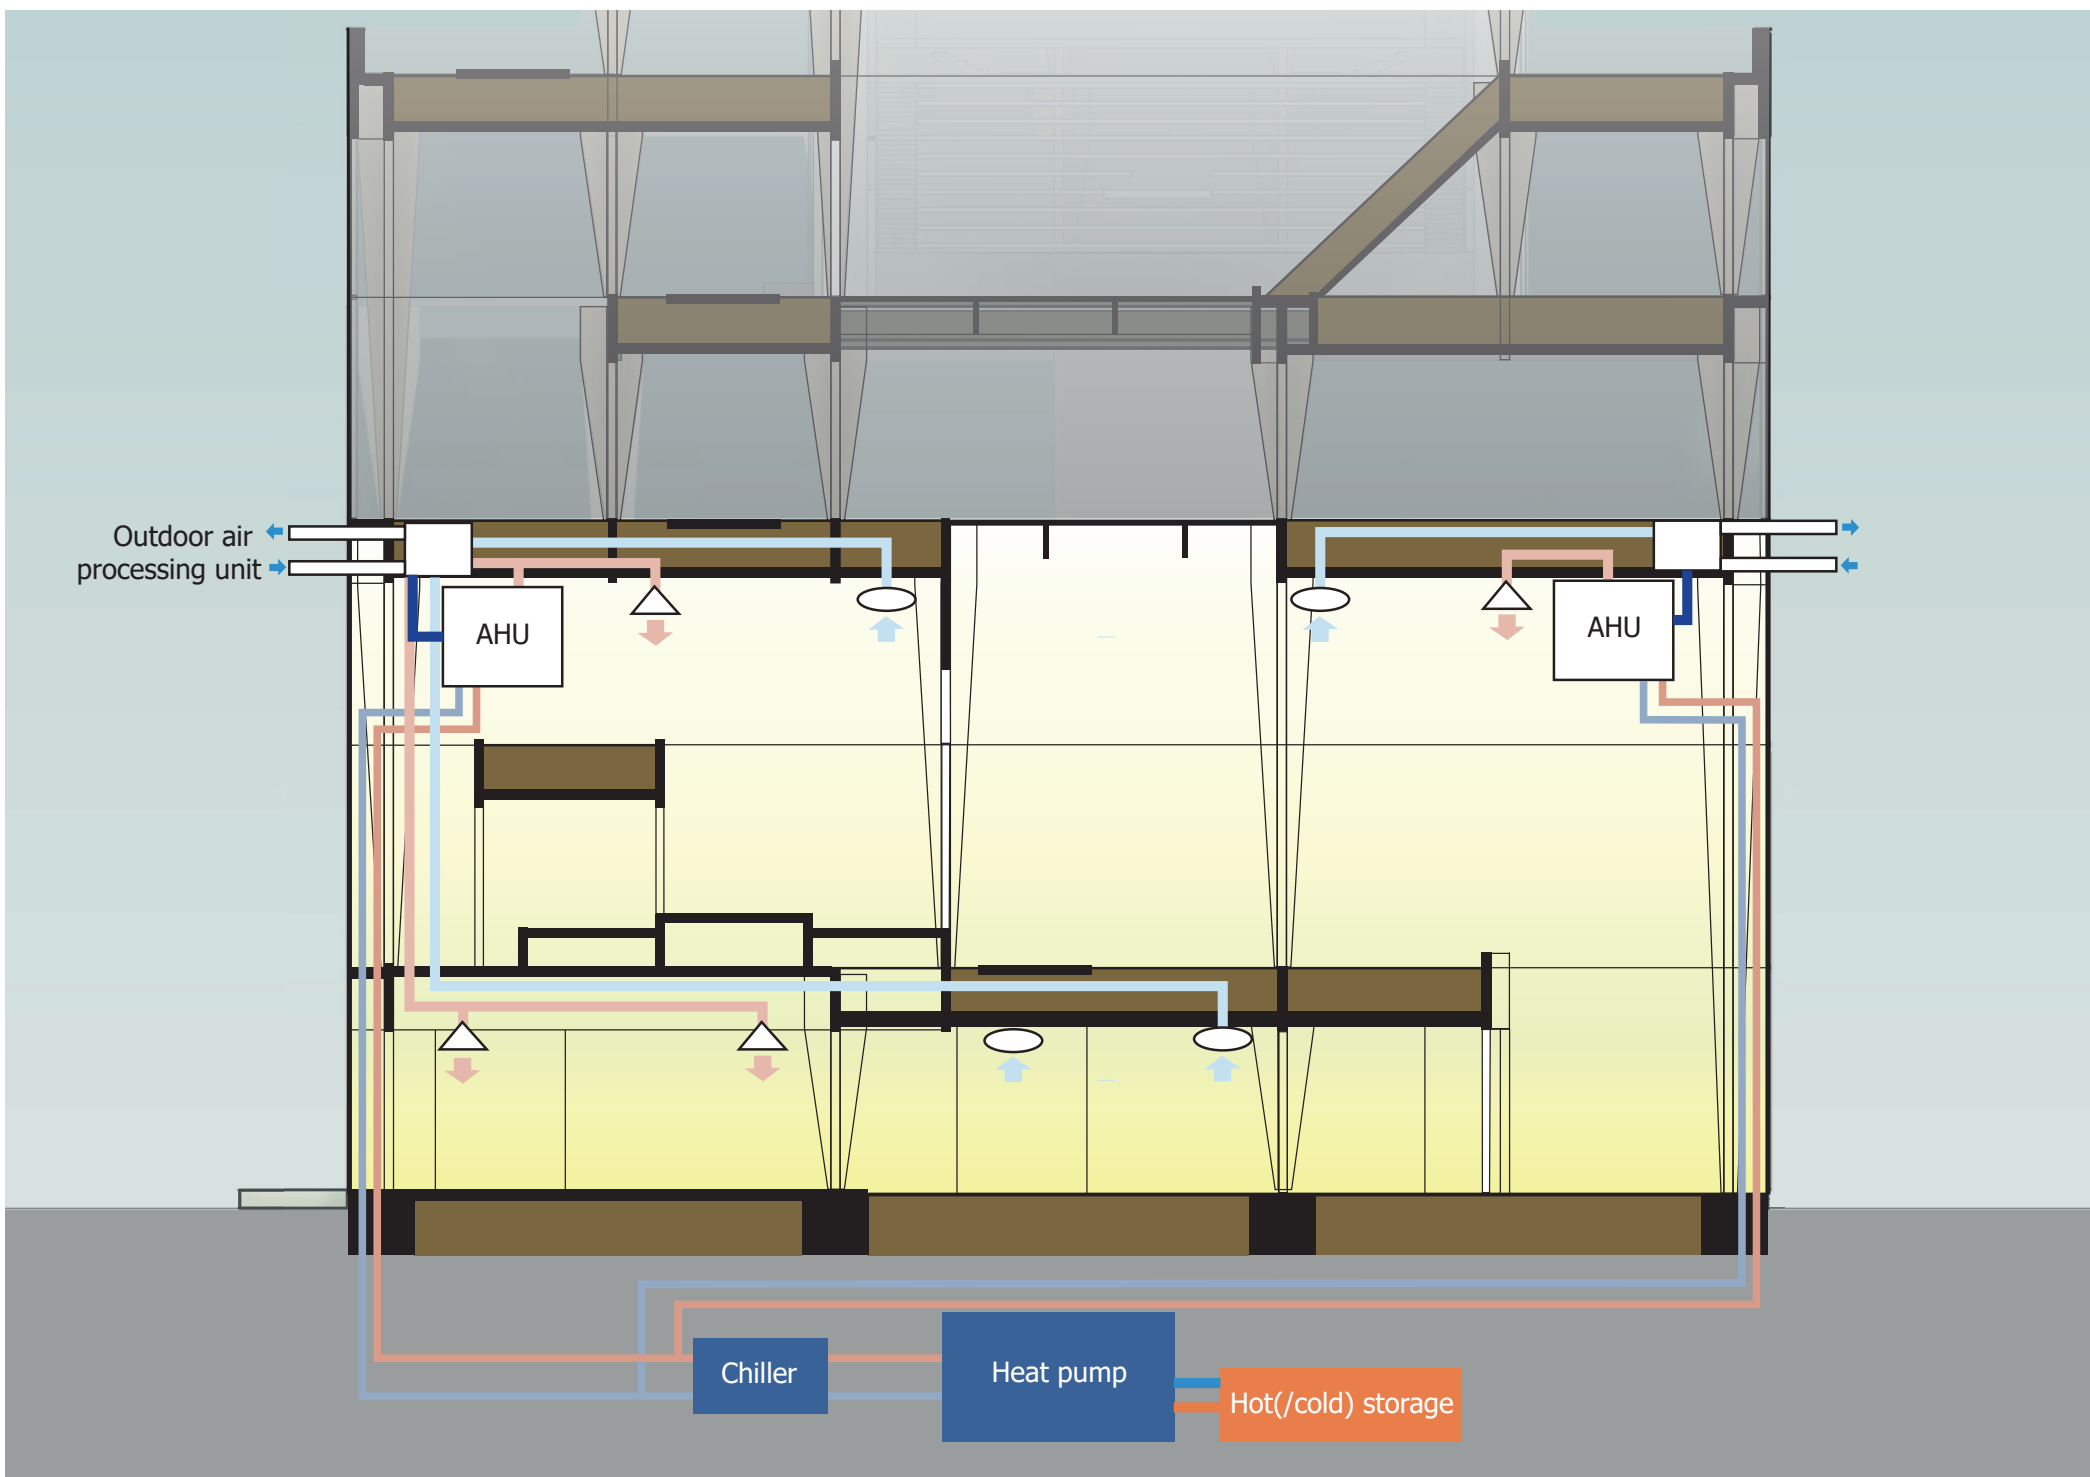 Outdoor air
processing unit
AHU
AHU
Chiller
Heat pump
Hot(/cold) storage